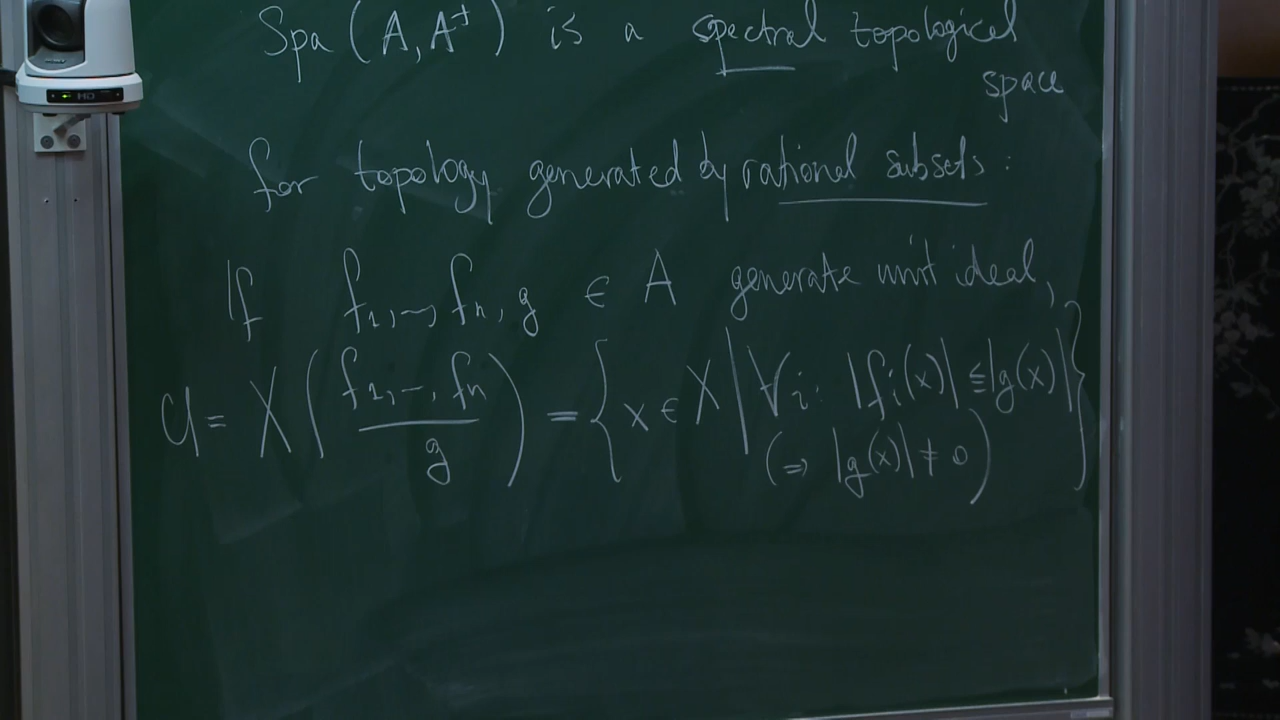 Spa (A, A⁺) is a spectral topological
space
for topology generated by rational subsets :
If f₁,…, fₙ, g ∈ A generate unit ideal,
U = X( f₁,…, fₙ / g ) = { x ∈ X | ∀i: |fᵢ(x)| ≤ |g(x)| }
(⇒ |g(x)| ≠ 0)
HD